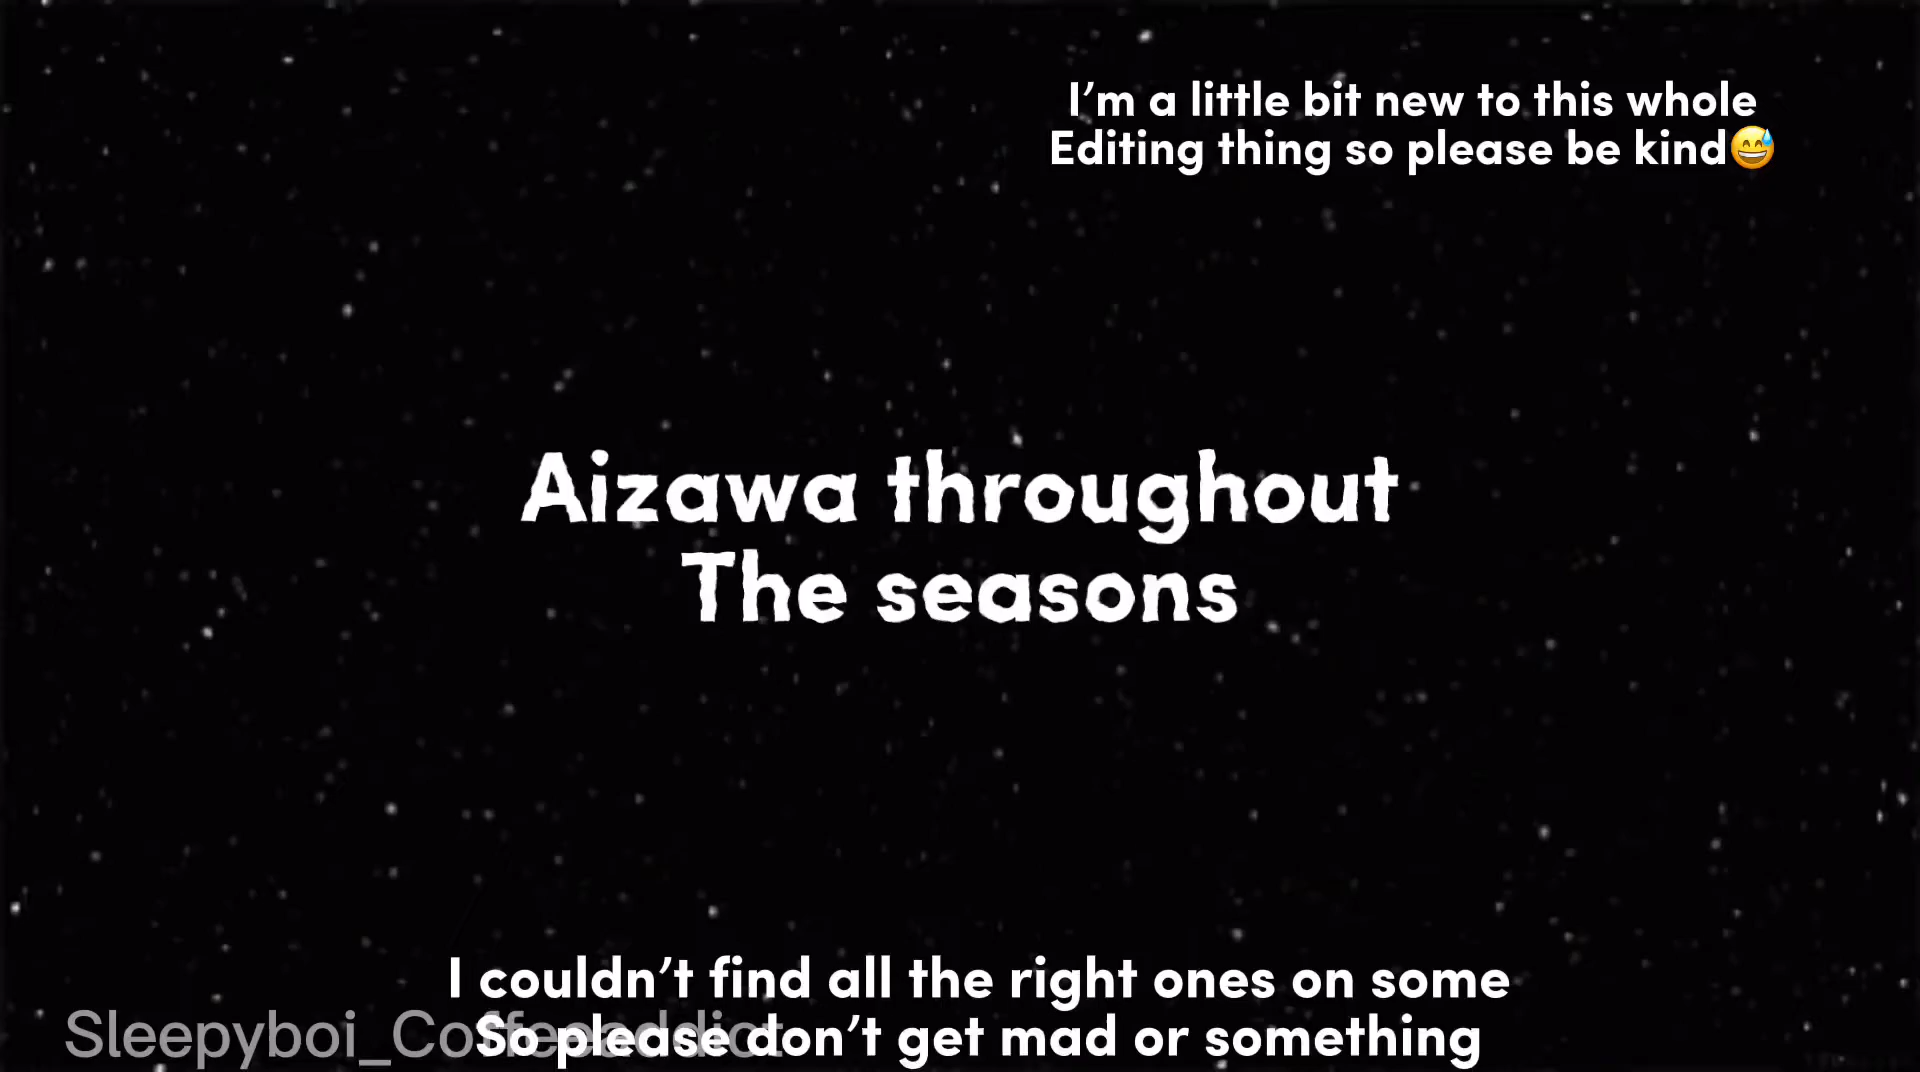 I’m a little bit new to this whole
Editing thing so please be kind😅
Aizawa throughout
The seasons
I couldn’t find all the right ones on some
So please don’t get mad or something
Sleepyboi_Coffeeaddict